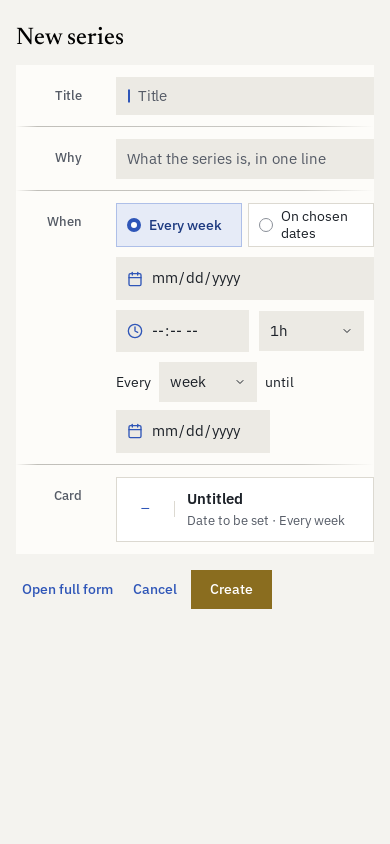 New series
Title
Title
Why
What the series is, in one line
When
Every week
On chosen
dates
mm/dd/yyyy
--:-- --
1h
Every week until
mm/dd/yyyy
Card
–
Untitled
Date to be set · Every week
Open full form
Cancel
Create